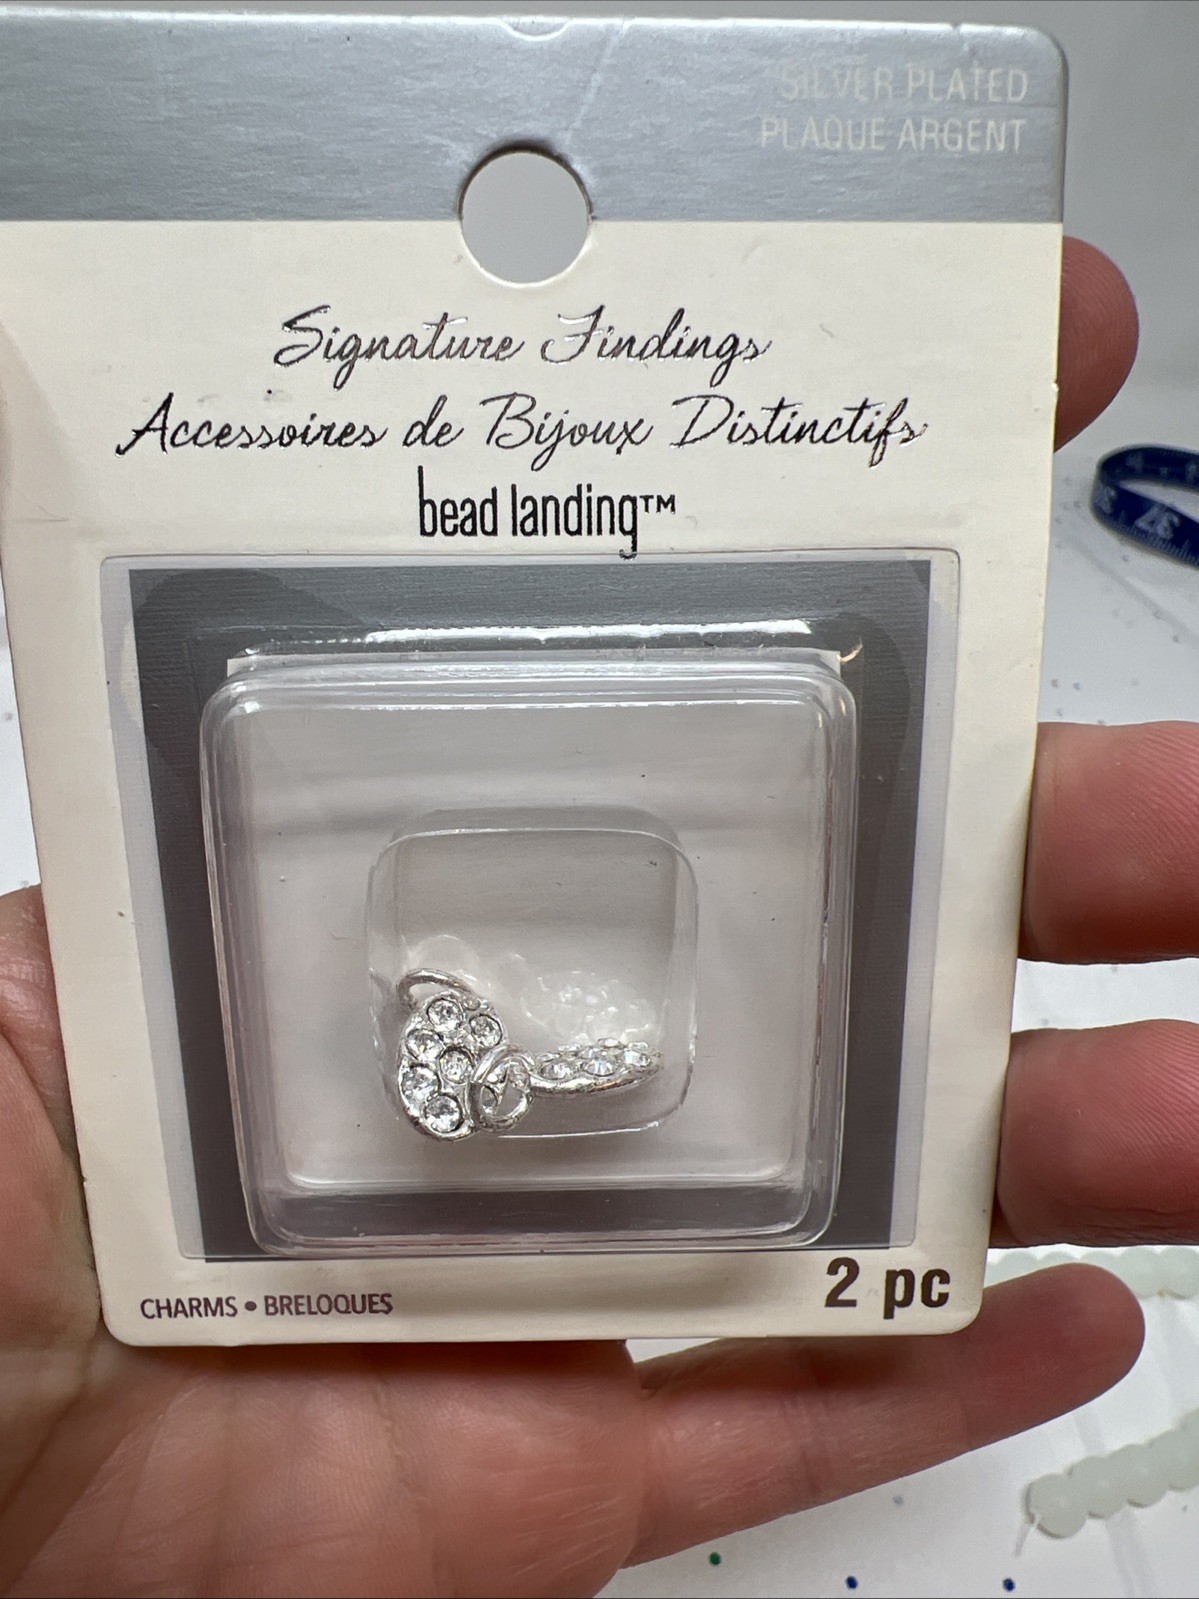 SILVER PLATED
PLAQUE ARGENT
Signature Findings
Accessoires de Bijoux Distinctifs
bead landing™
CHARMS • BRELOQUES
2 pc